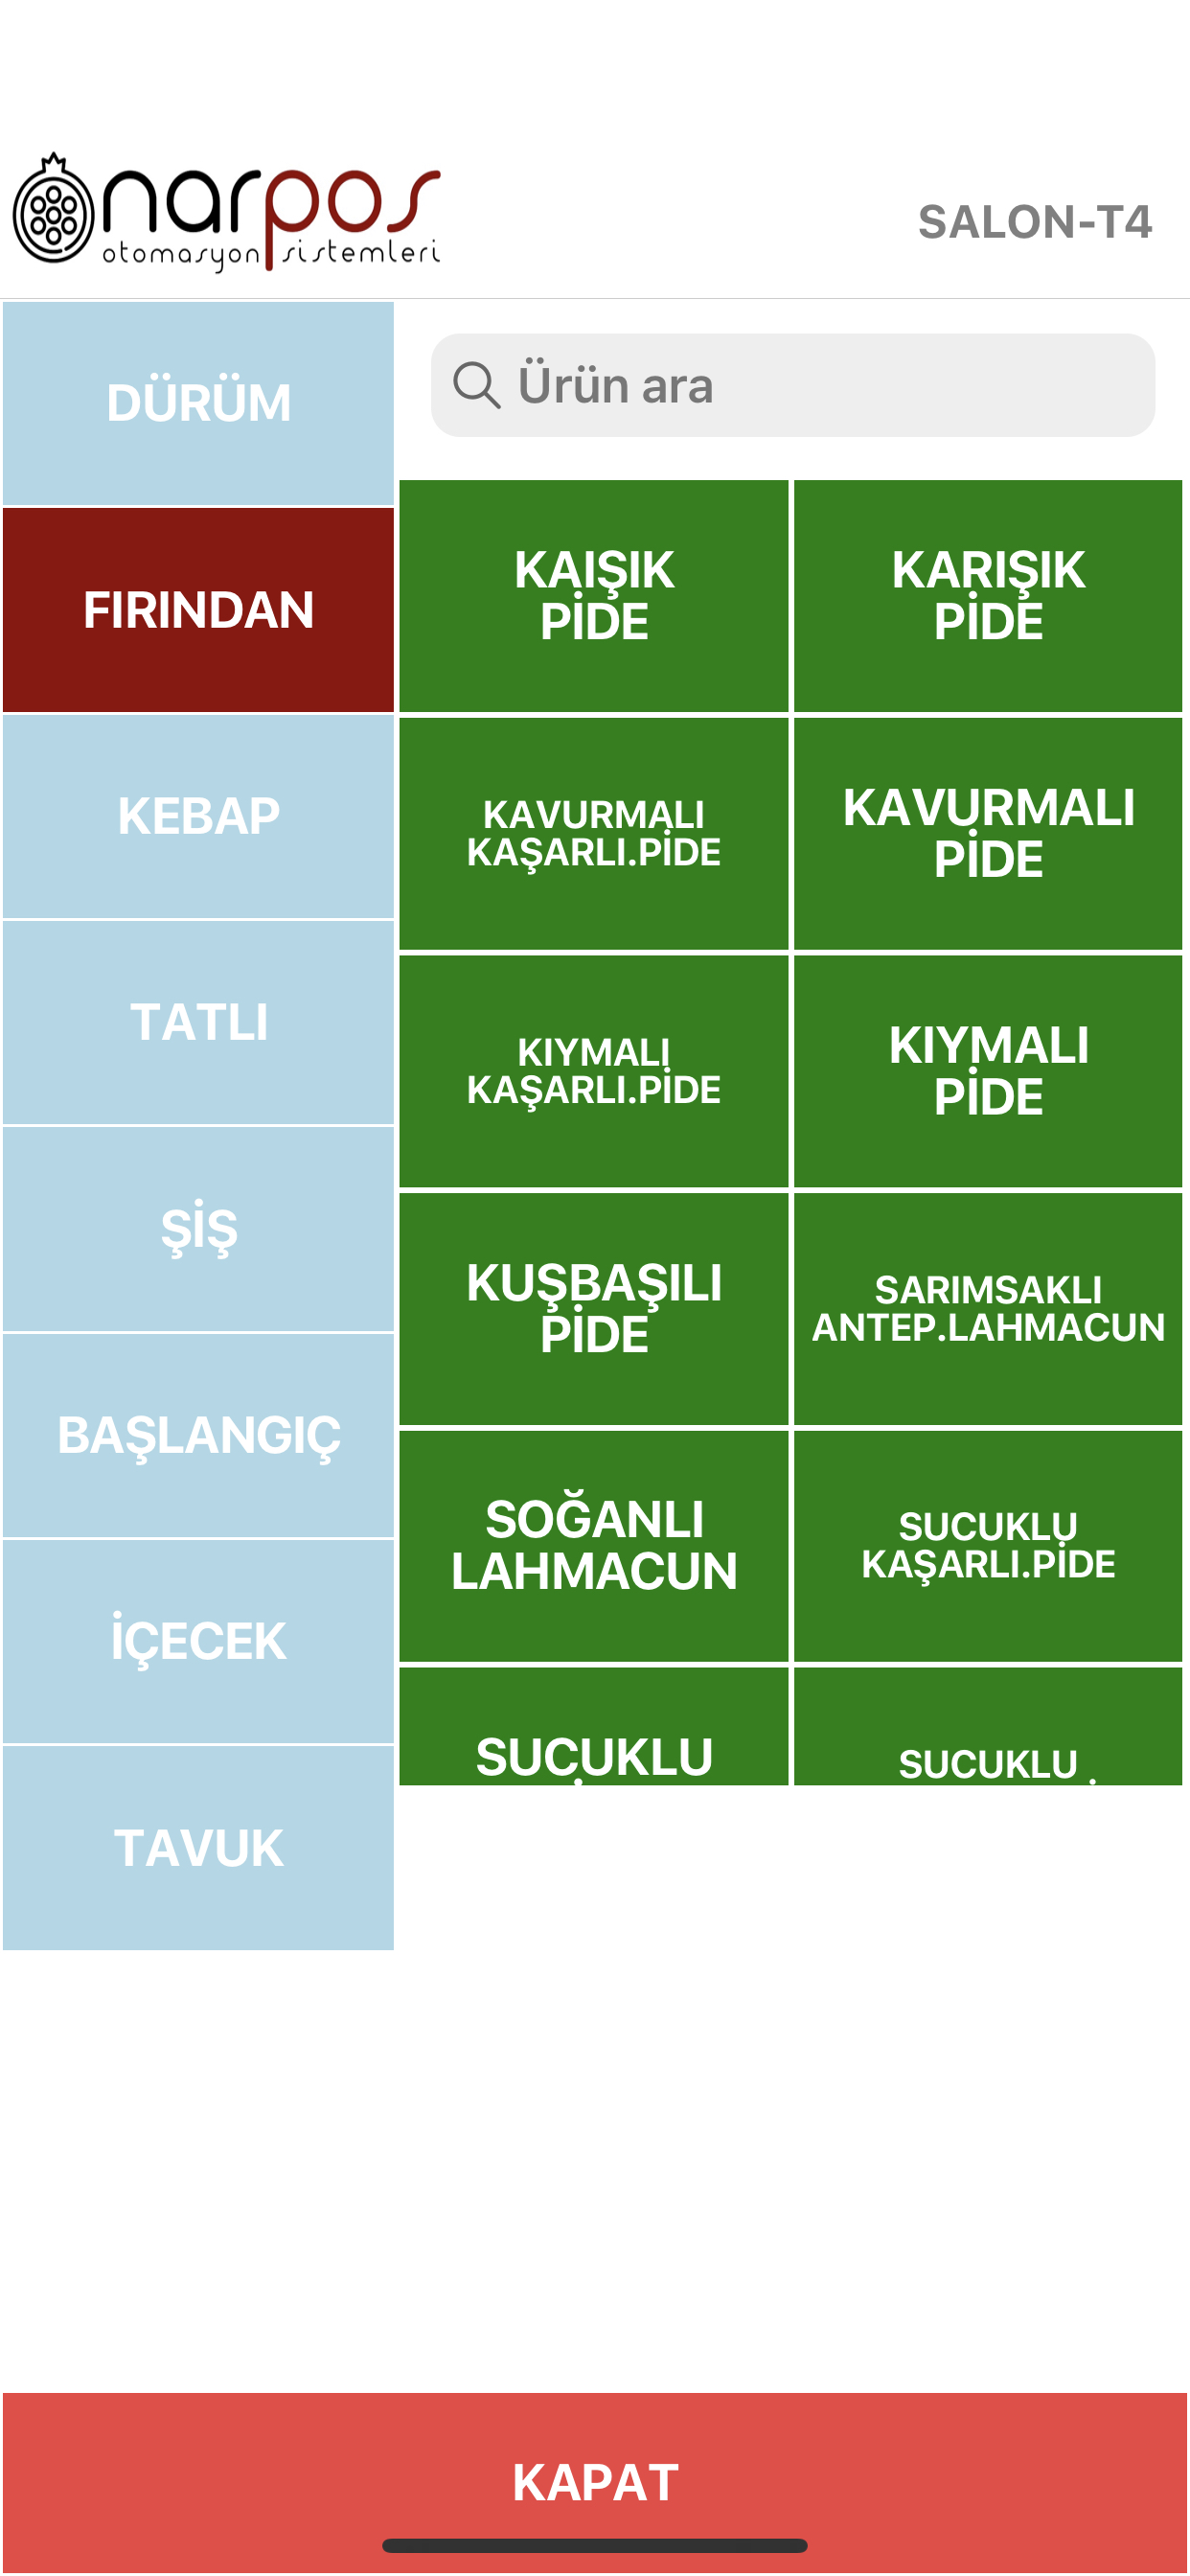 narpos
otomasyon sistemleri
SALON-T4
DÜRÜM
FIRINDAN
KEBAP
TATLI
ŞİŞ
BAŞLANGIÇ
İÇECEK
TAVUK
Ürün ara
KAIŞIK
PİDE
KARIŞIK
PİDE
KAVURMALI
KAŞARLI.PİDE
KAVURMALI
PİDE
KIYMALI
KAŞARLI.PİDE
KIYMALI
PİDE
KUŞBAŞILI
PİDE
SARIMSAKLI
ANTEP.LAHMACUN
SOĞANLI
LAHMACUN
SUCUKLU
KAŞARLI.PİDE
SUCUKLU
SUCUKLU
KAPAT